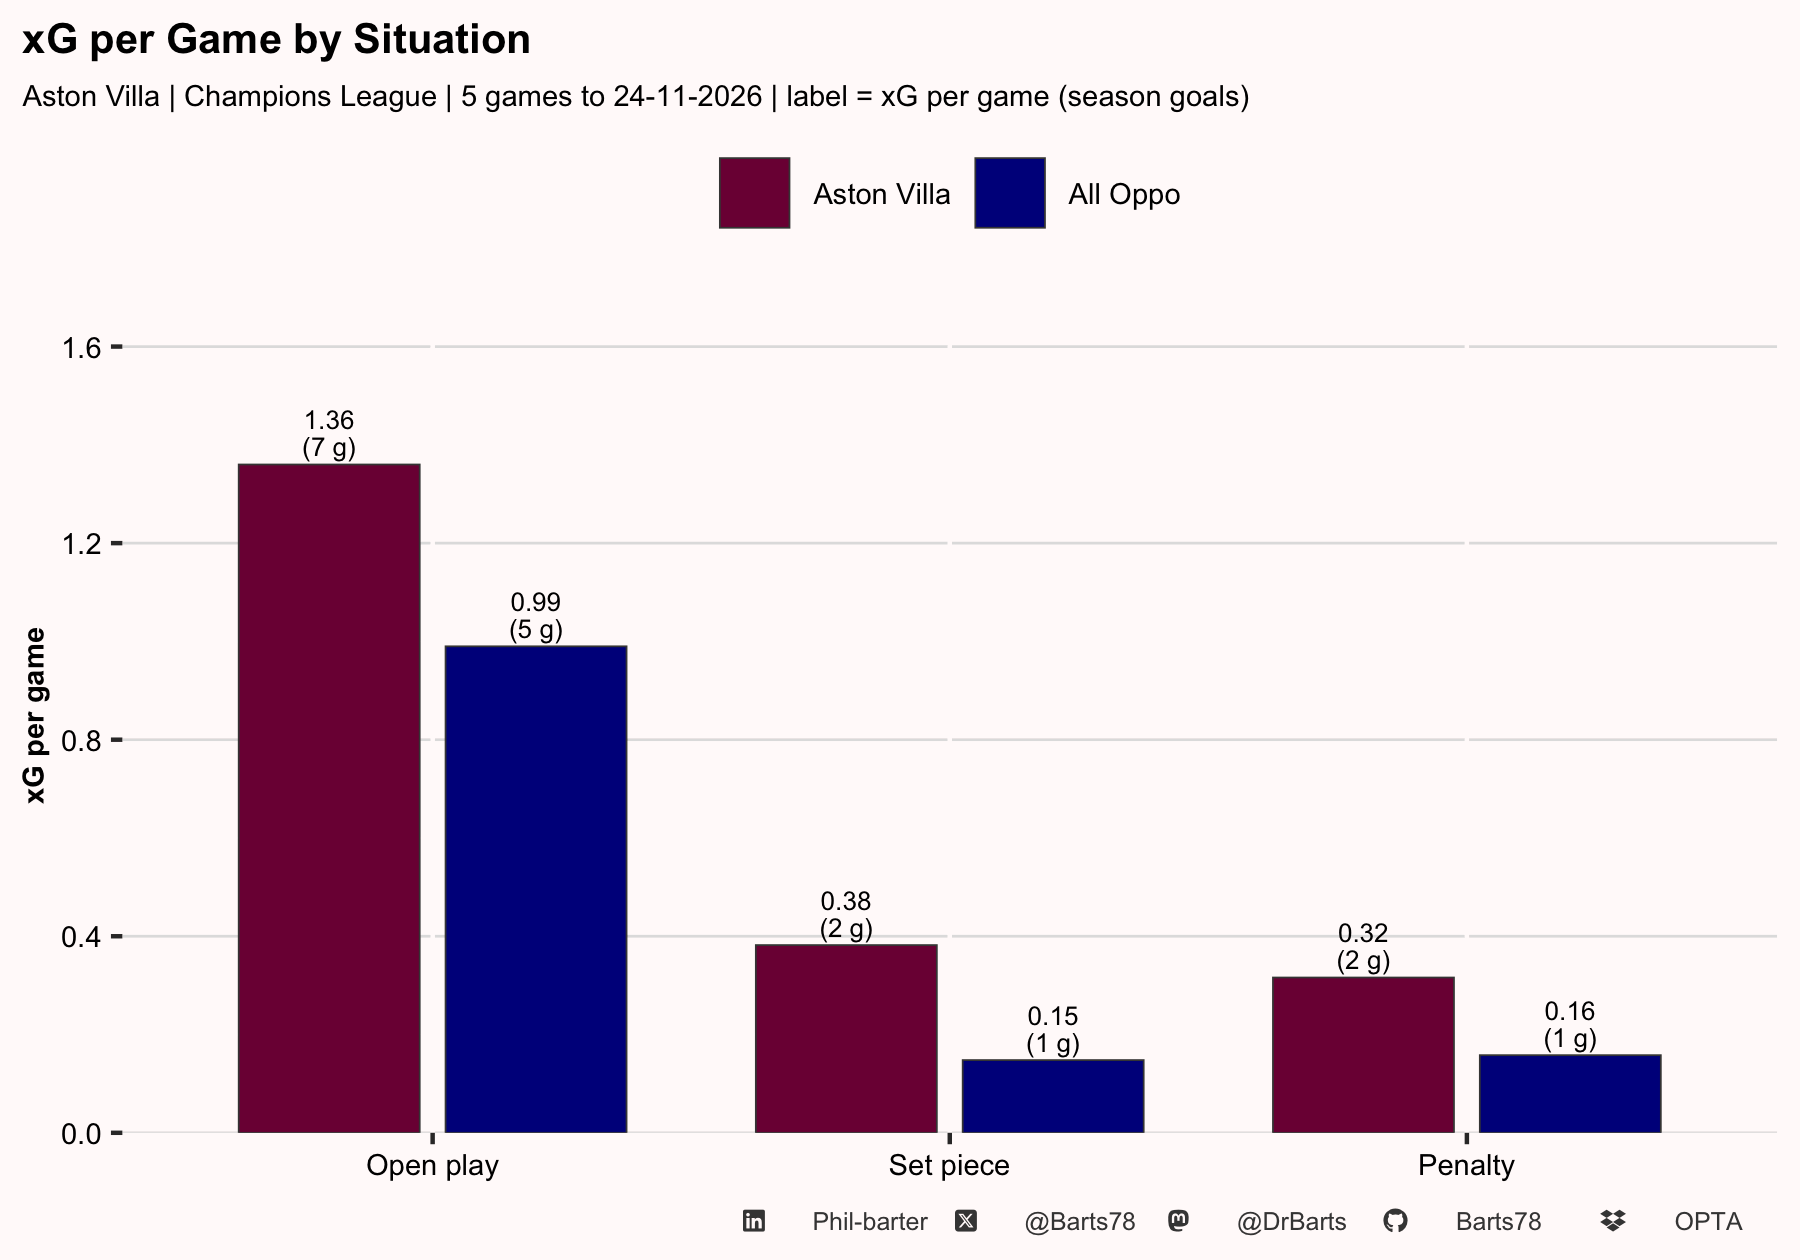 xG per Game by Situation
Aston Villa | Champions League | 5 games to 24-11-2026 | label = xG per game (season goals)
Aston Villa
All Oppo
xG per game
1.6
1.2
0.8
0.4
0.0
1.36
(7 g)
0.99
(5 g)
0.38
(2 g)
0.15
(1 g)
0.32
(2 g)
0.16
(1 g)
Open play
Set piece
Penalty
Phil-barter @Barts78 @DrBarts Barts78 OPTA